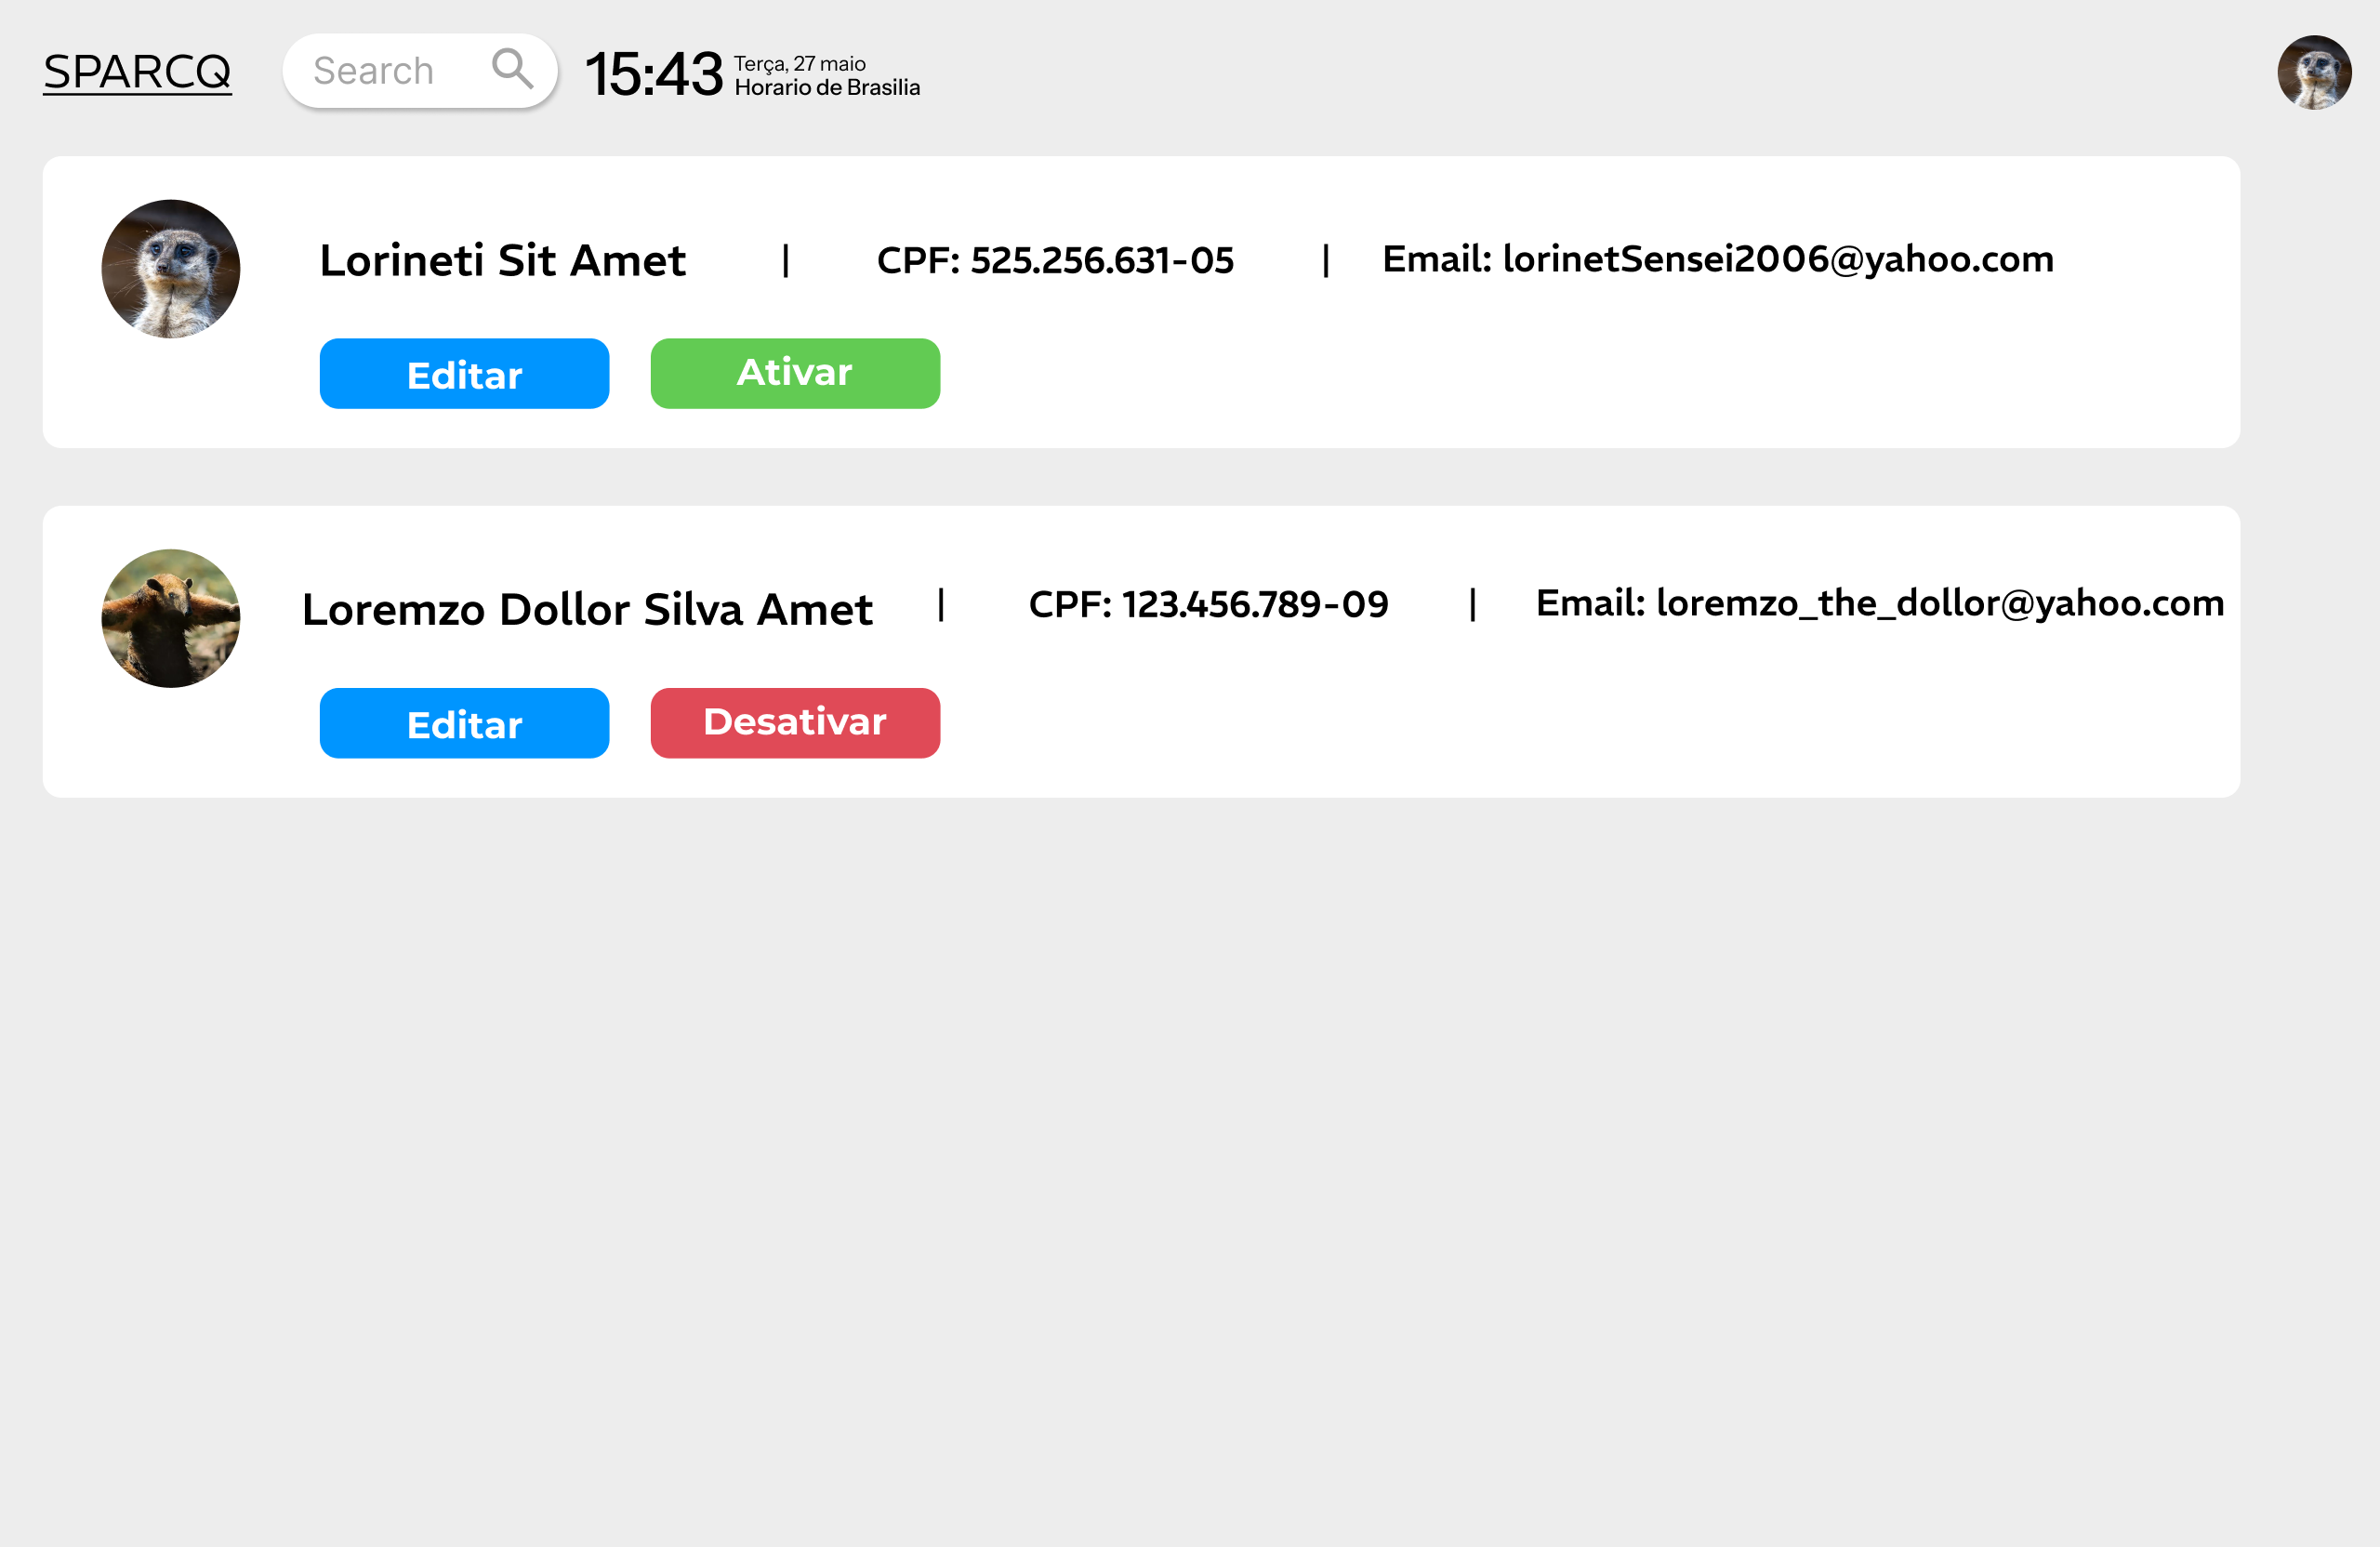 SPARCQ
Search
15:43
Terça, 27 maio
Horario de Brasilia
Lorineti Sit Amet | CPF: 525.256.631-05 | Email: lorinetSensei2006@yahoo.com
Editar
Ativar
Loremzo Dollor Silva Amet | CPF: 123.456.789-09 | Email: loremzo_the_dollor@yahoo.com
Editar
Desativar